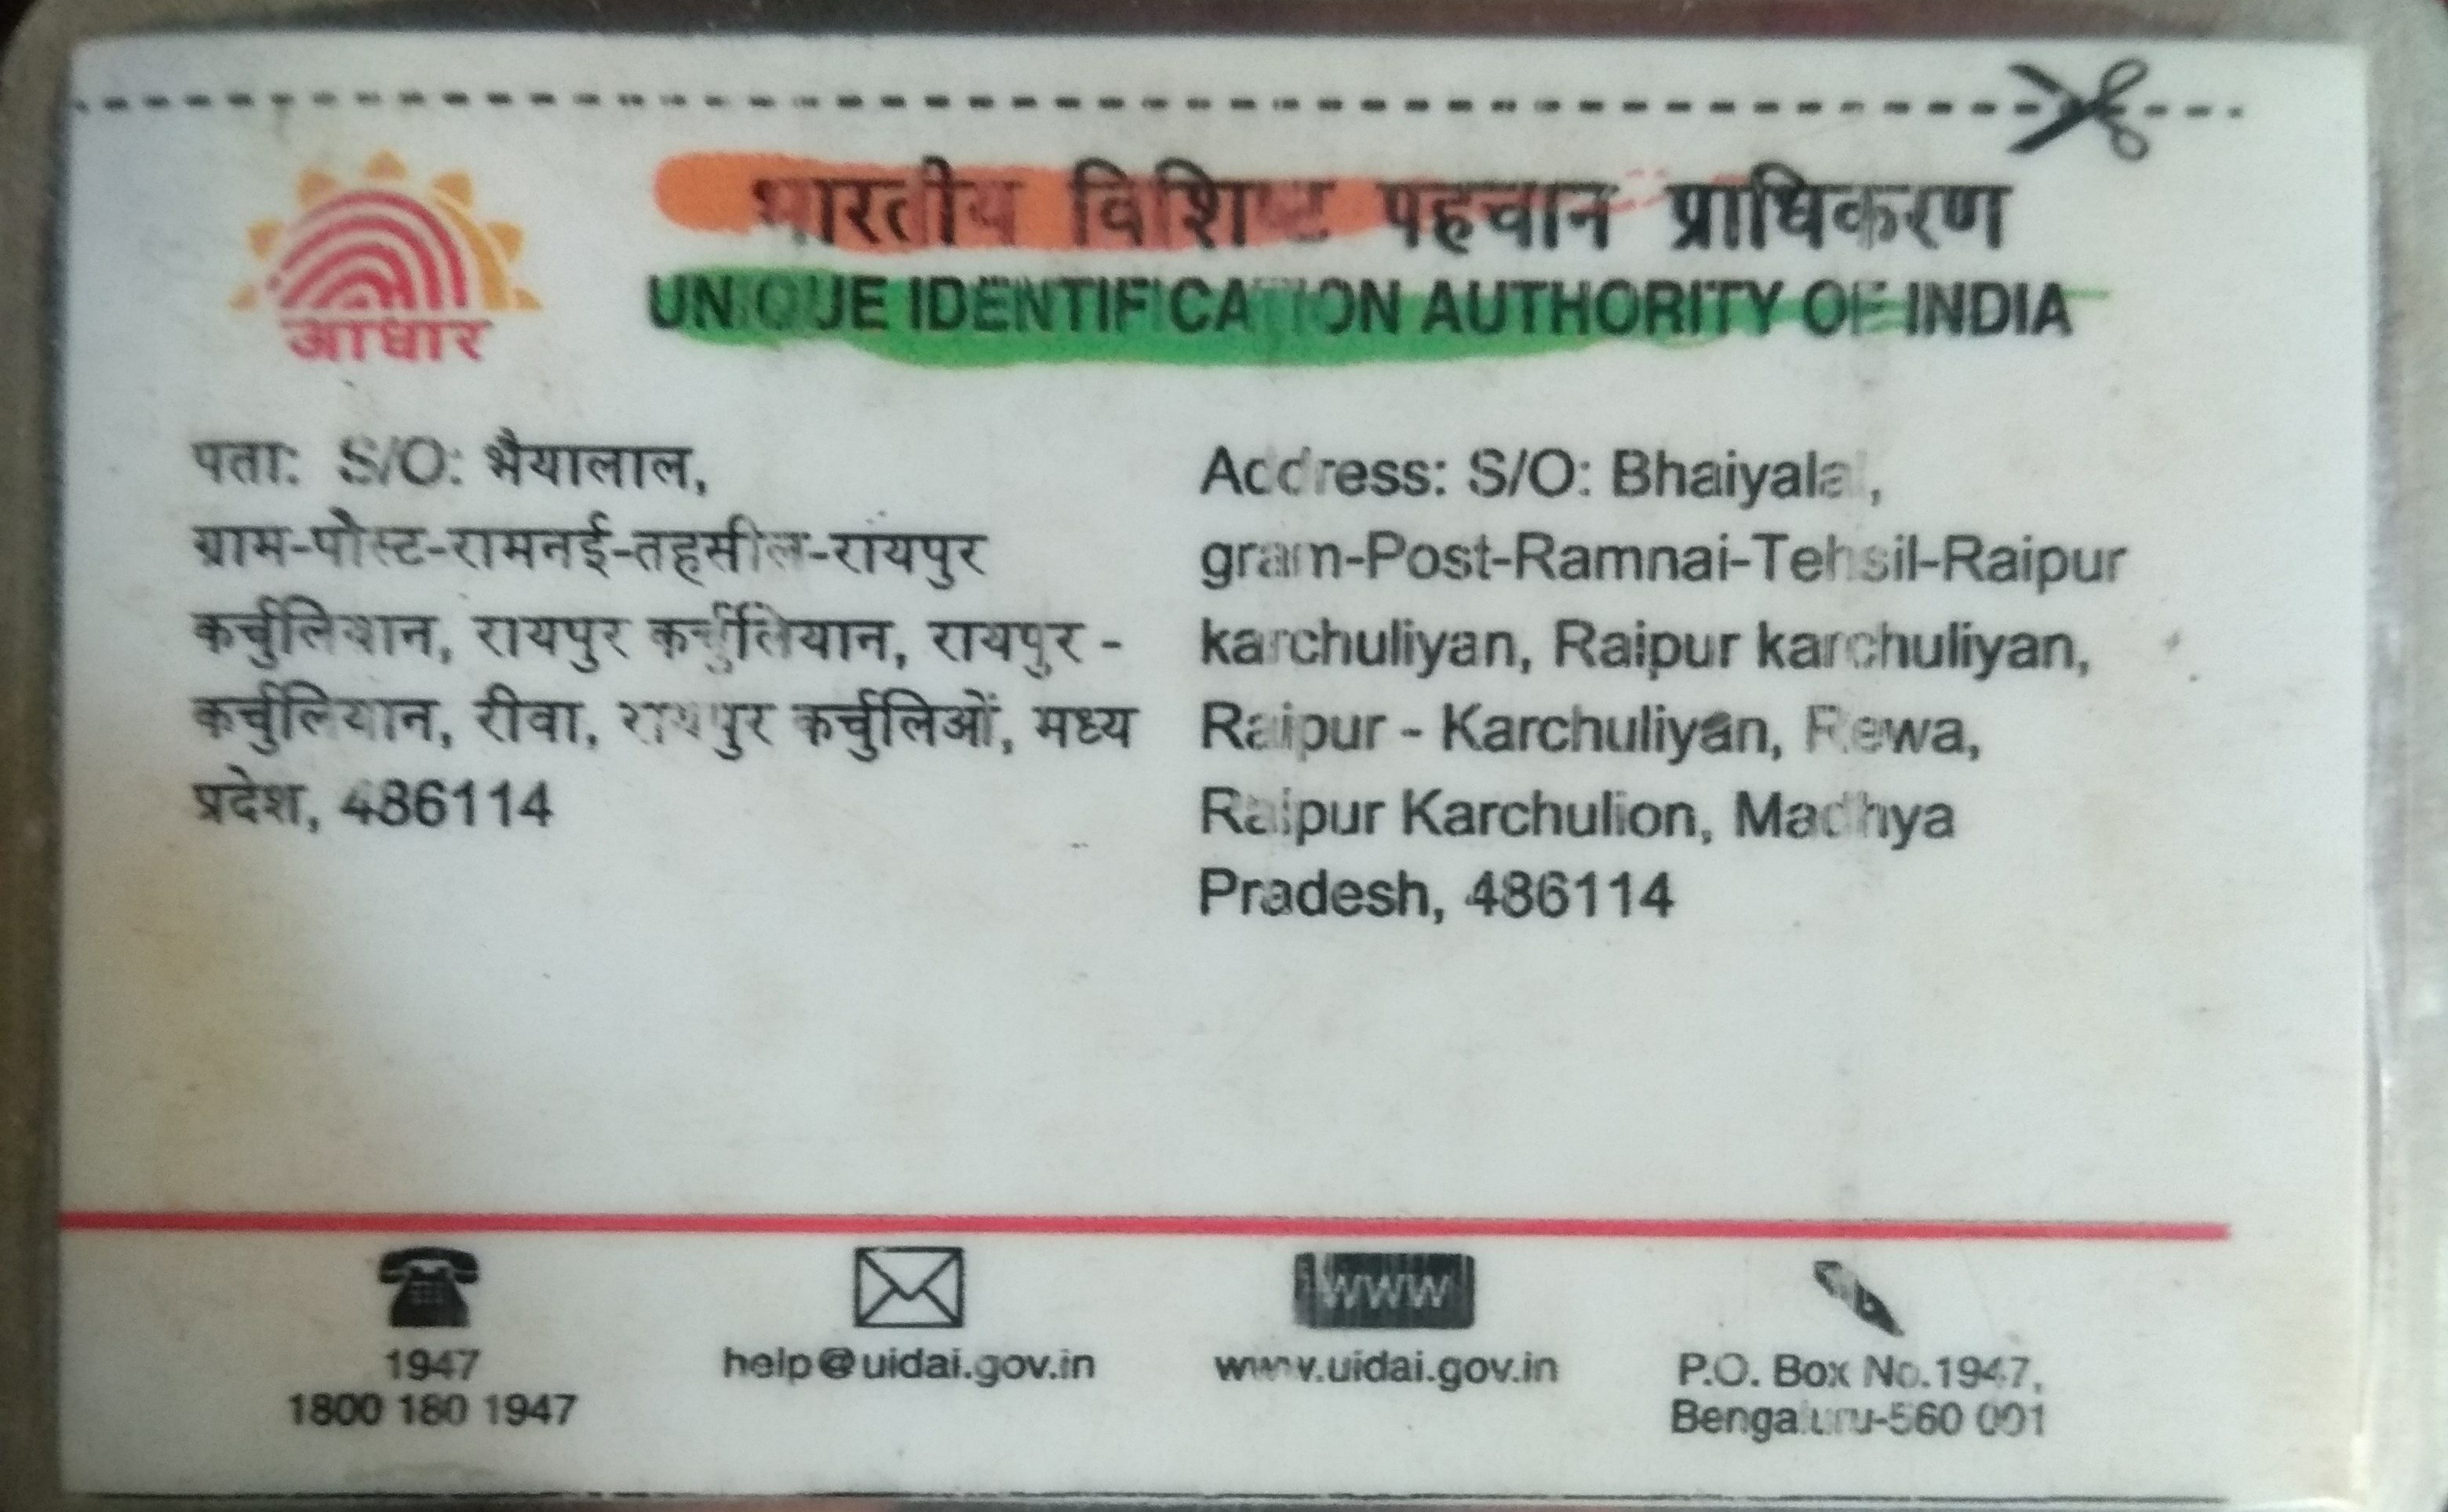 भारतीय विशिष्ट पहचान प्राधिकरण
UNIQUE IDENTIFICATION AUTHORITY OF INDIA
आधार
पता: S/O: भैयालाल,
ग्राम-पोस्ट-रामनई-तहसील-रायपुर
कर्चुलियान, रायपुर कर्चुलियान, रायपुर -
कर्चुलियान, रीवा, रायपुर कर्चुलिओं, मध्य
प्रदेश, 486114
Address: S/O: Bhaiyalal,
gram-Post-Ramnai-Tehsil-Raipur
karchuliyan, Raipur karchuliyan,
Raipur - Karchuliyan, Rewa,
Raipur Karchulion, Madhya
Pradesh, 486114
1947
1800 180 1947
help@uidai.gov.in
WWW
www.uidai.gov.in
P.O. Box No.1947,
Bengaluru-560 001